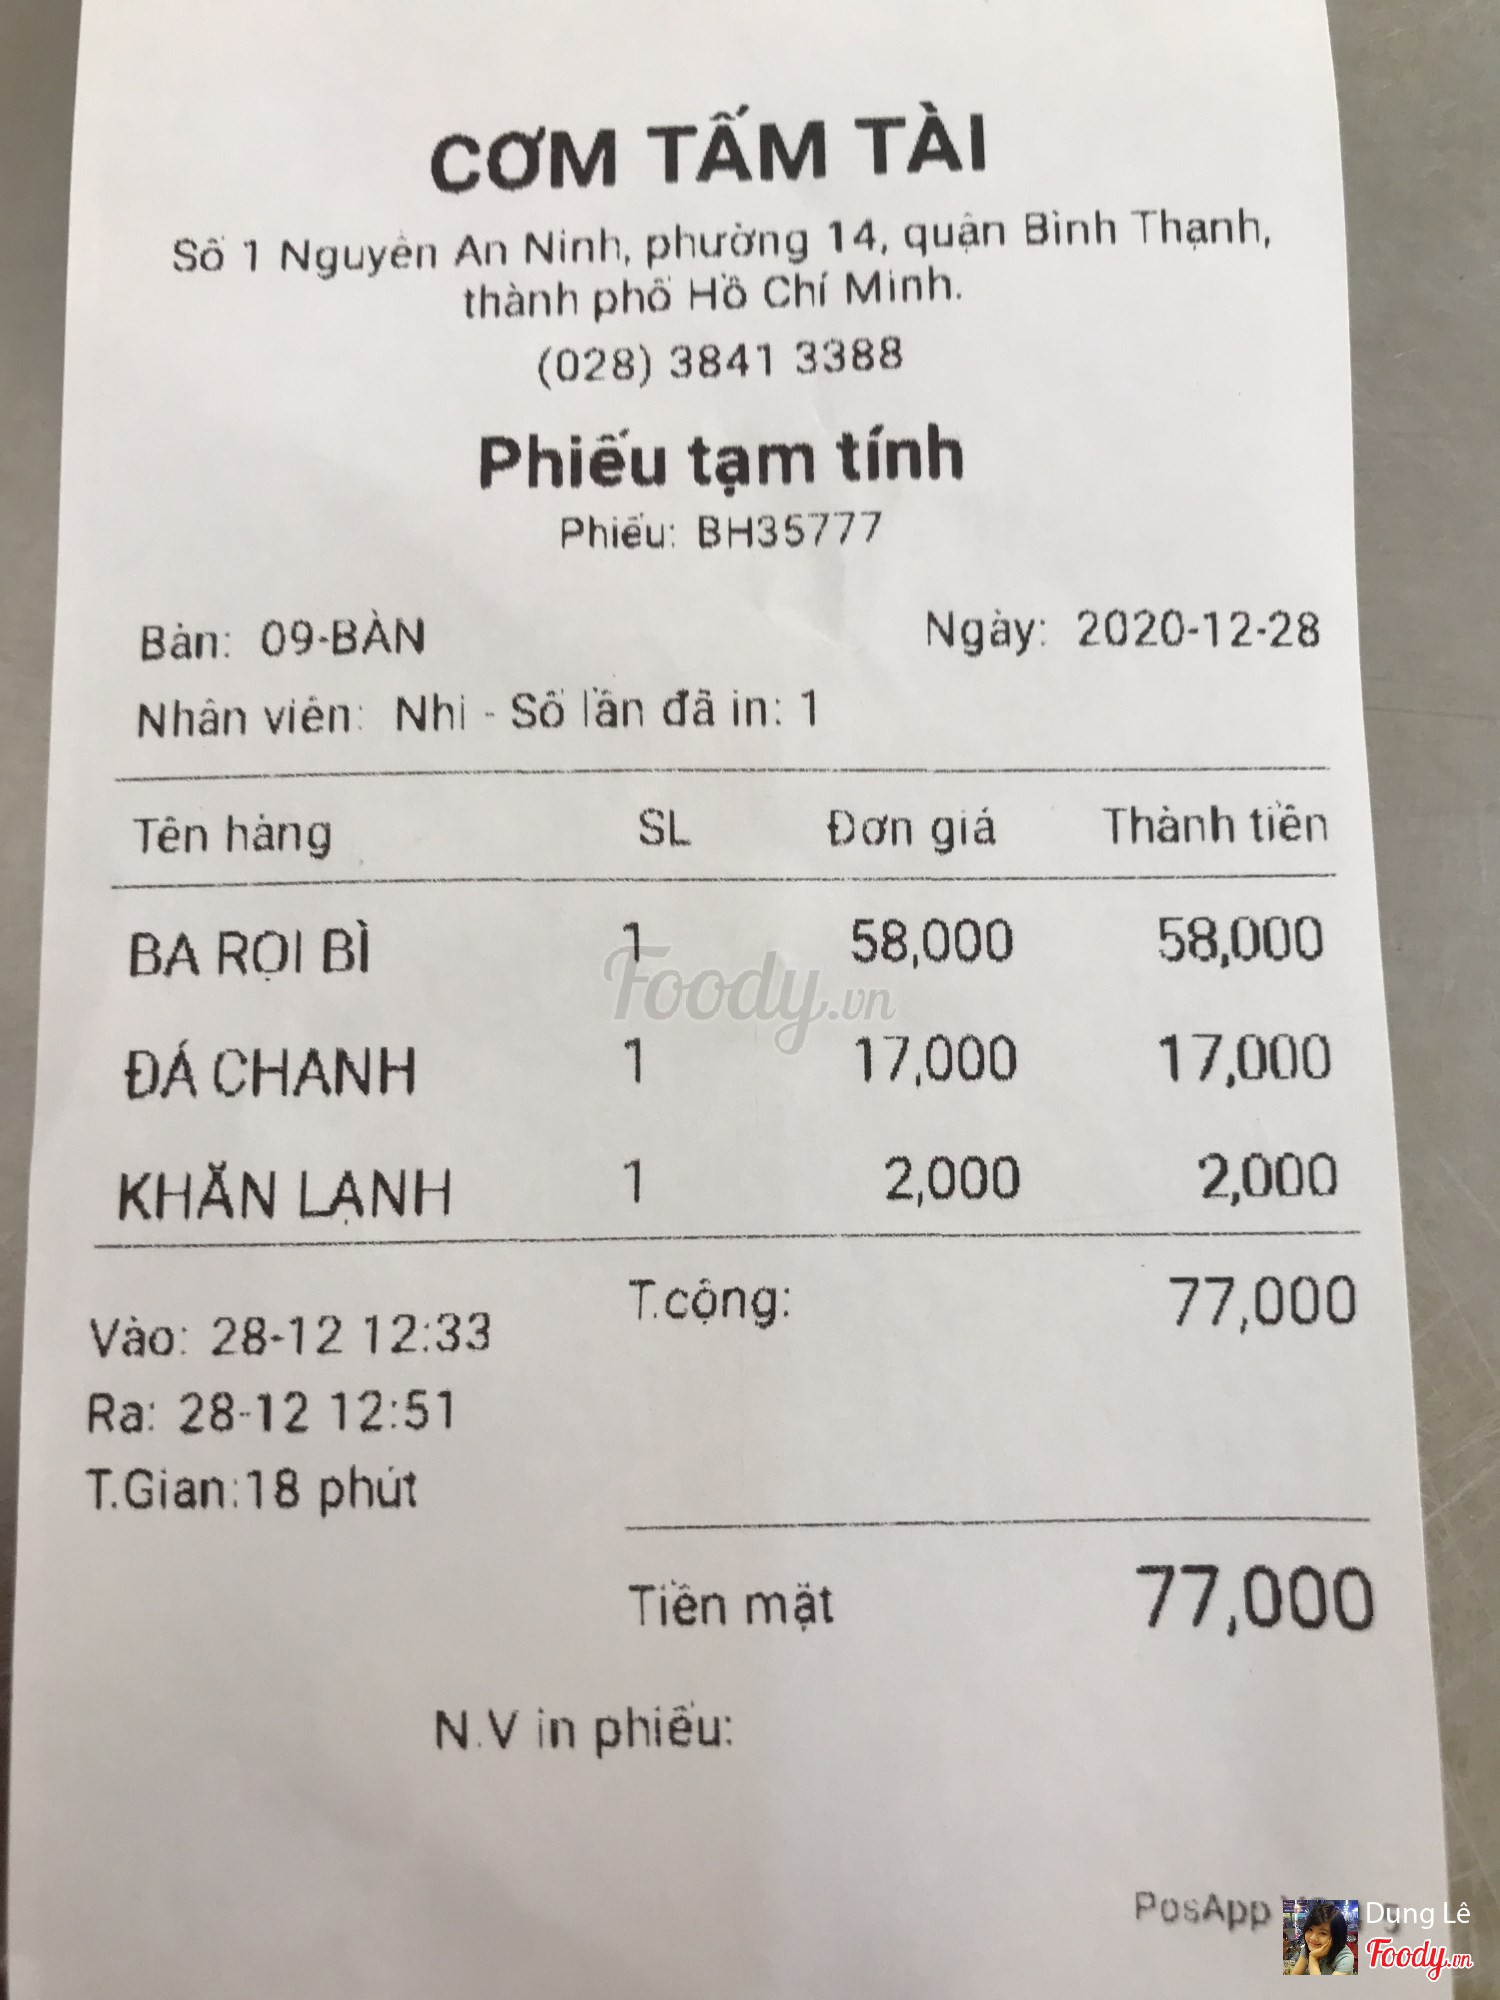 CƠM TẤM TÀI
Số 1 Nguyễn An Ninh, phường 14, quận Bình Thạnh,
thành phố Hồ Chí Minh.
(028) 3841 3388
Phiếu tạm tính
Phiếu: BH35777
Bàn: 09-BÀN Ngày: 2020-12-28
Nhân viên: Nhi - Số lần đã in: 1
Tên hàng SL Đơn giá Thành tiền
BA RỌI BÌ 1 58,000 58,000
Foody.vn
ĐÁ CHANH 1 17,000 17,000
KHĂN LẠNH 1 2,000 2,000
T.cộng: 77,000
Vào: 28-12 12:33
Ra: 28-12 12:51
T.Gian:18 phút
Tiền mặt 77,000
N.V in phiếu:
PosApp
Dung Lê
Foody.vn